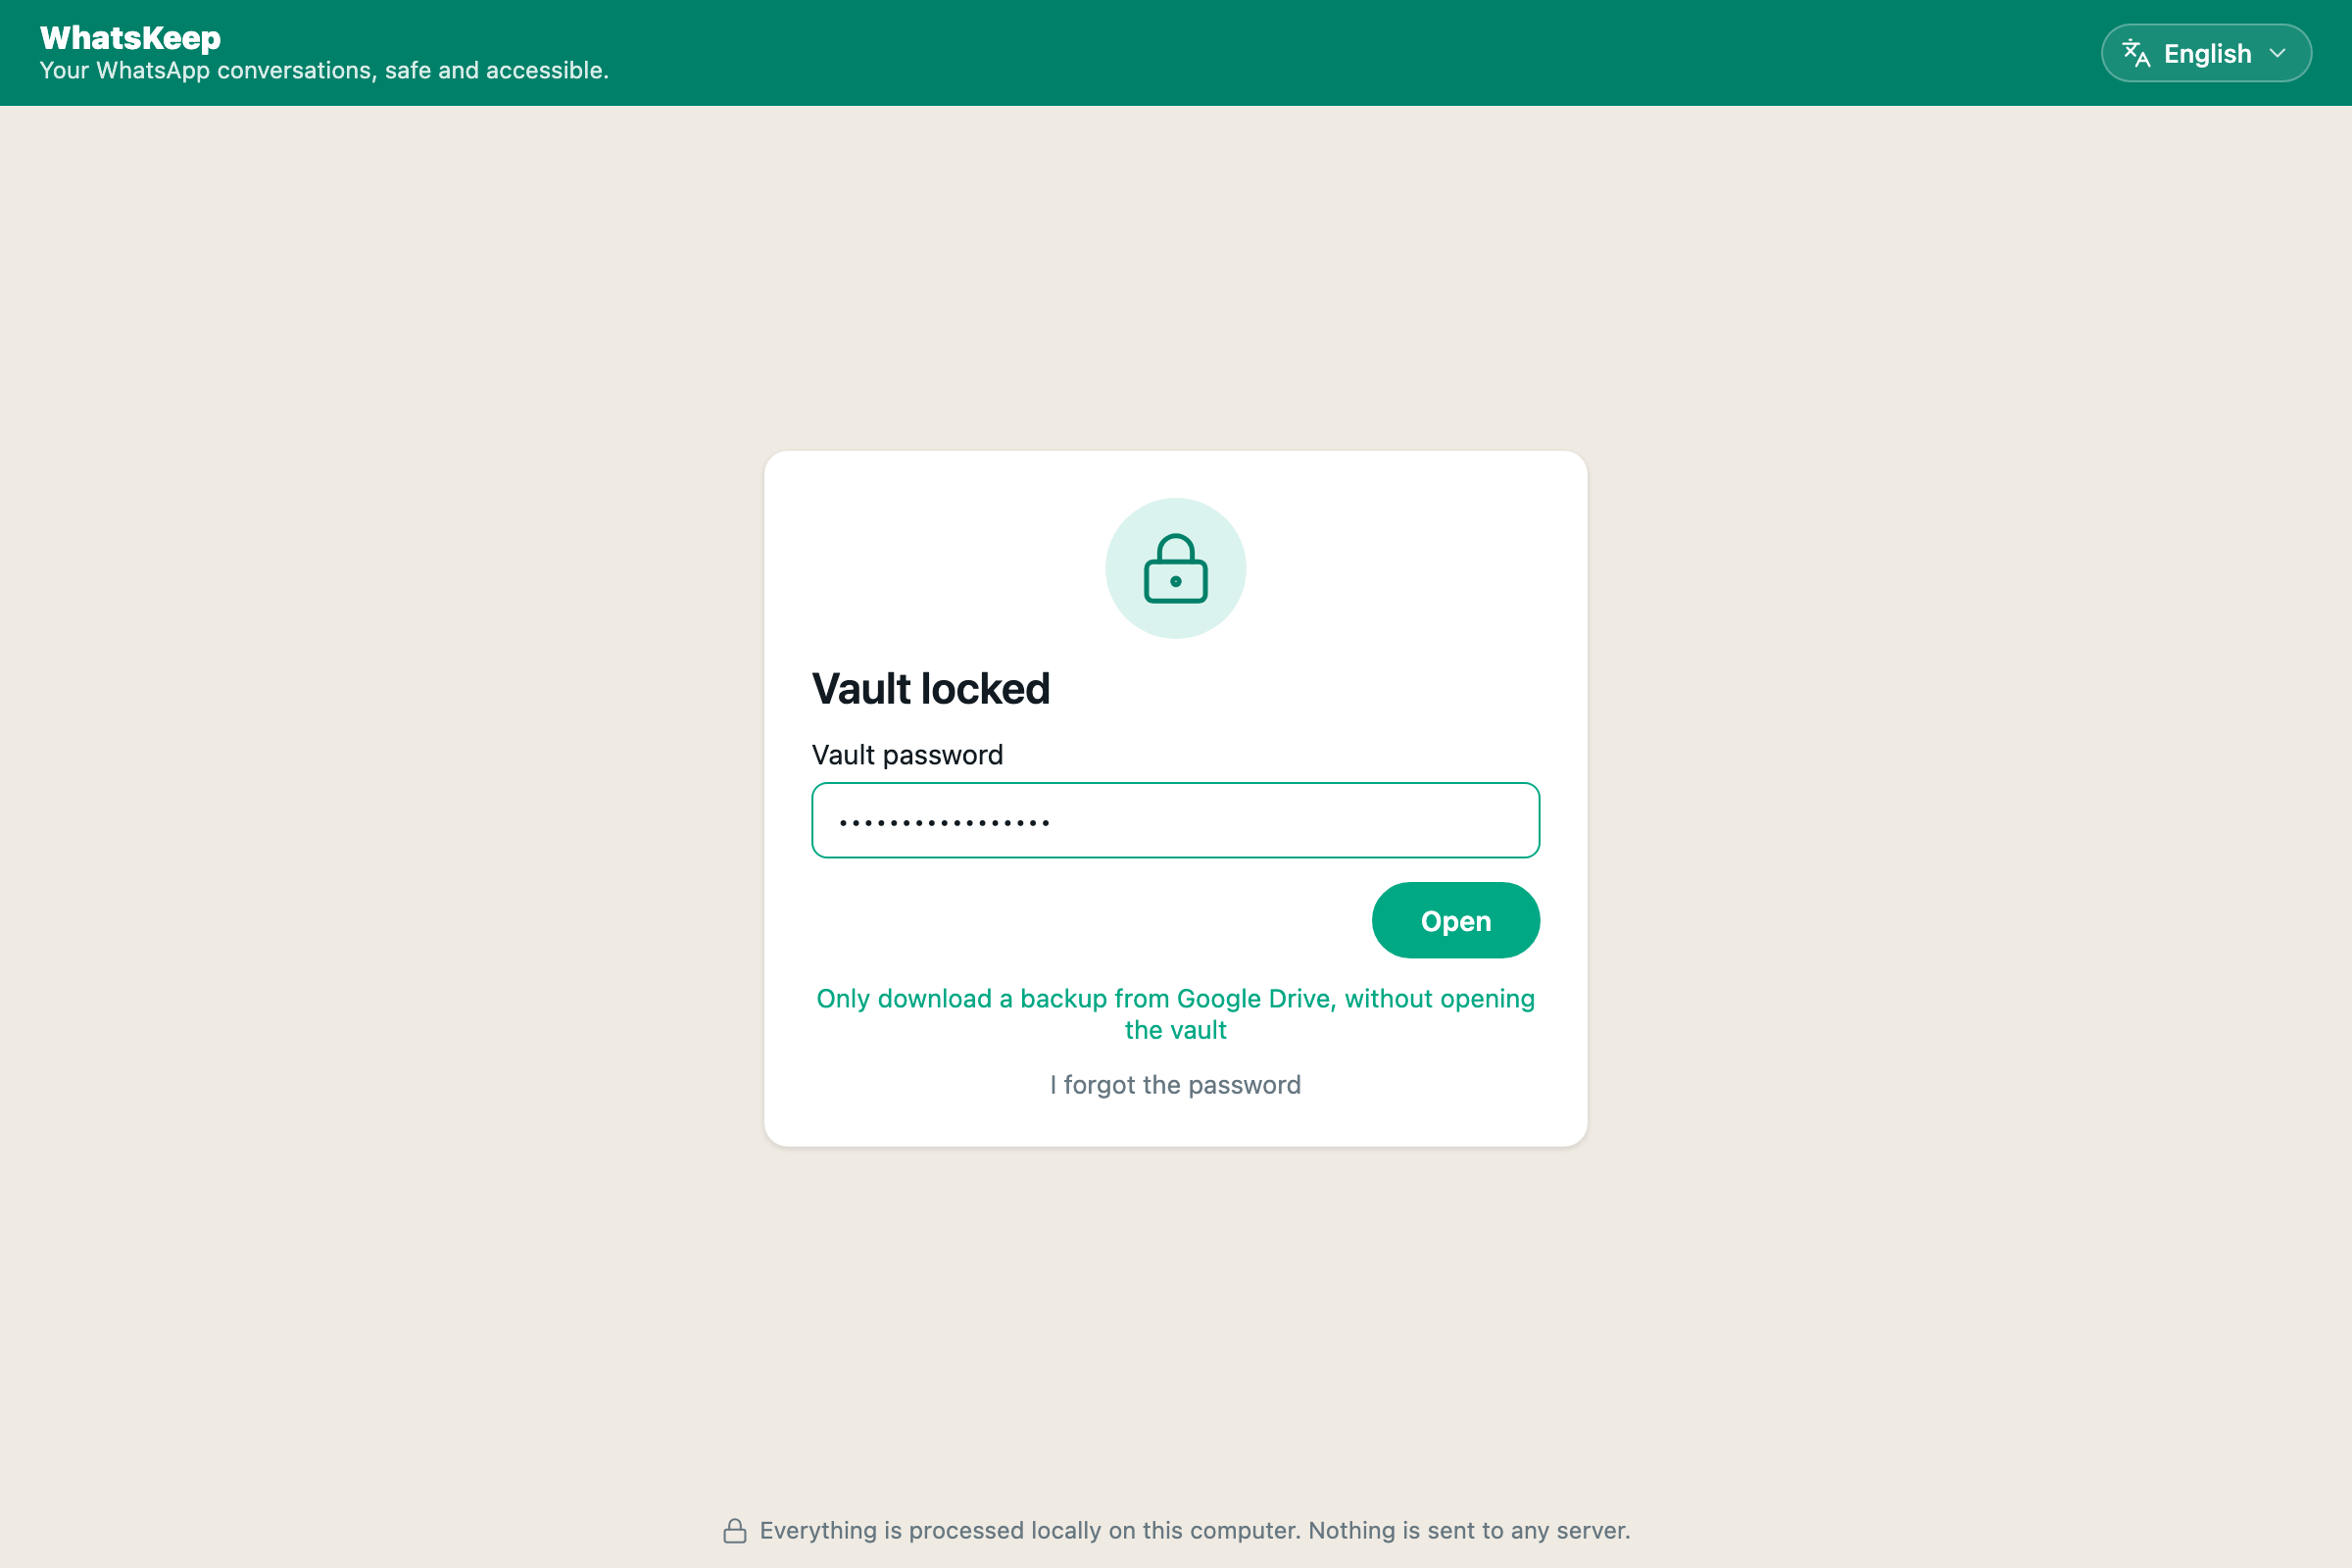 WhatsKeep
Your WhatsApp conversations, safe and accessible.
English
Vault locked
Vault password
•••••••••••••••••
Open
Only download a backup from Google Drive, without opening
the vault
I forgot the password
Everything is processed locally on this computer. Nothing is sent to any server.